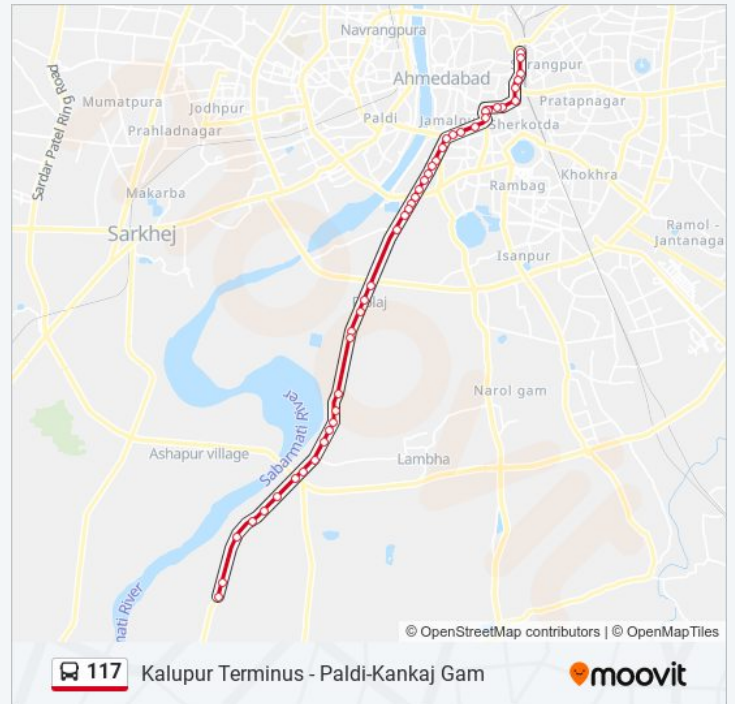 Navrangpura
Sardar Patel Ring Road
Mumatpura
Jodhpur
Prahladnagar
Ahmedabad
Paldi
Jamalpur
Pratapnagar
Sherkotda
Makarba
Sarkhej
Rambag
Khokhra
Ramol -
Jantanaga
Isanpur
Narol gam
Sabarmati River
Ashapur village
Lambha
mati River
© OpenStreetMap contributors | © OpenMapTiles
117 Kalupur Terminus - Paldi-Kankaj Gam
moovit